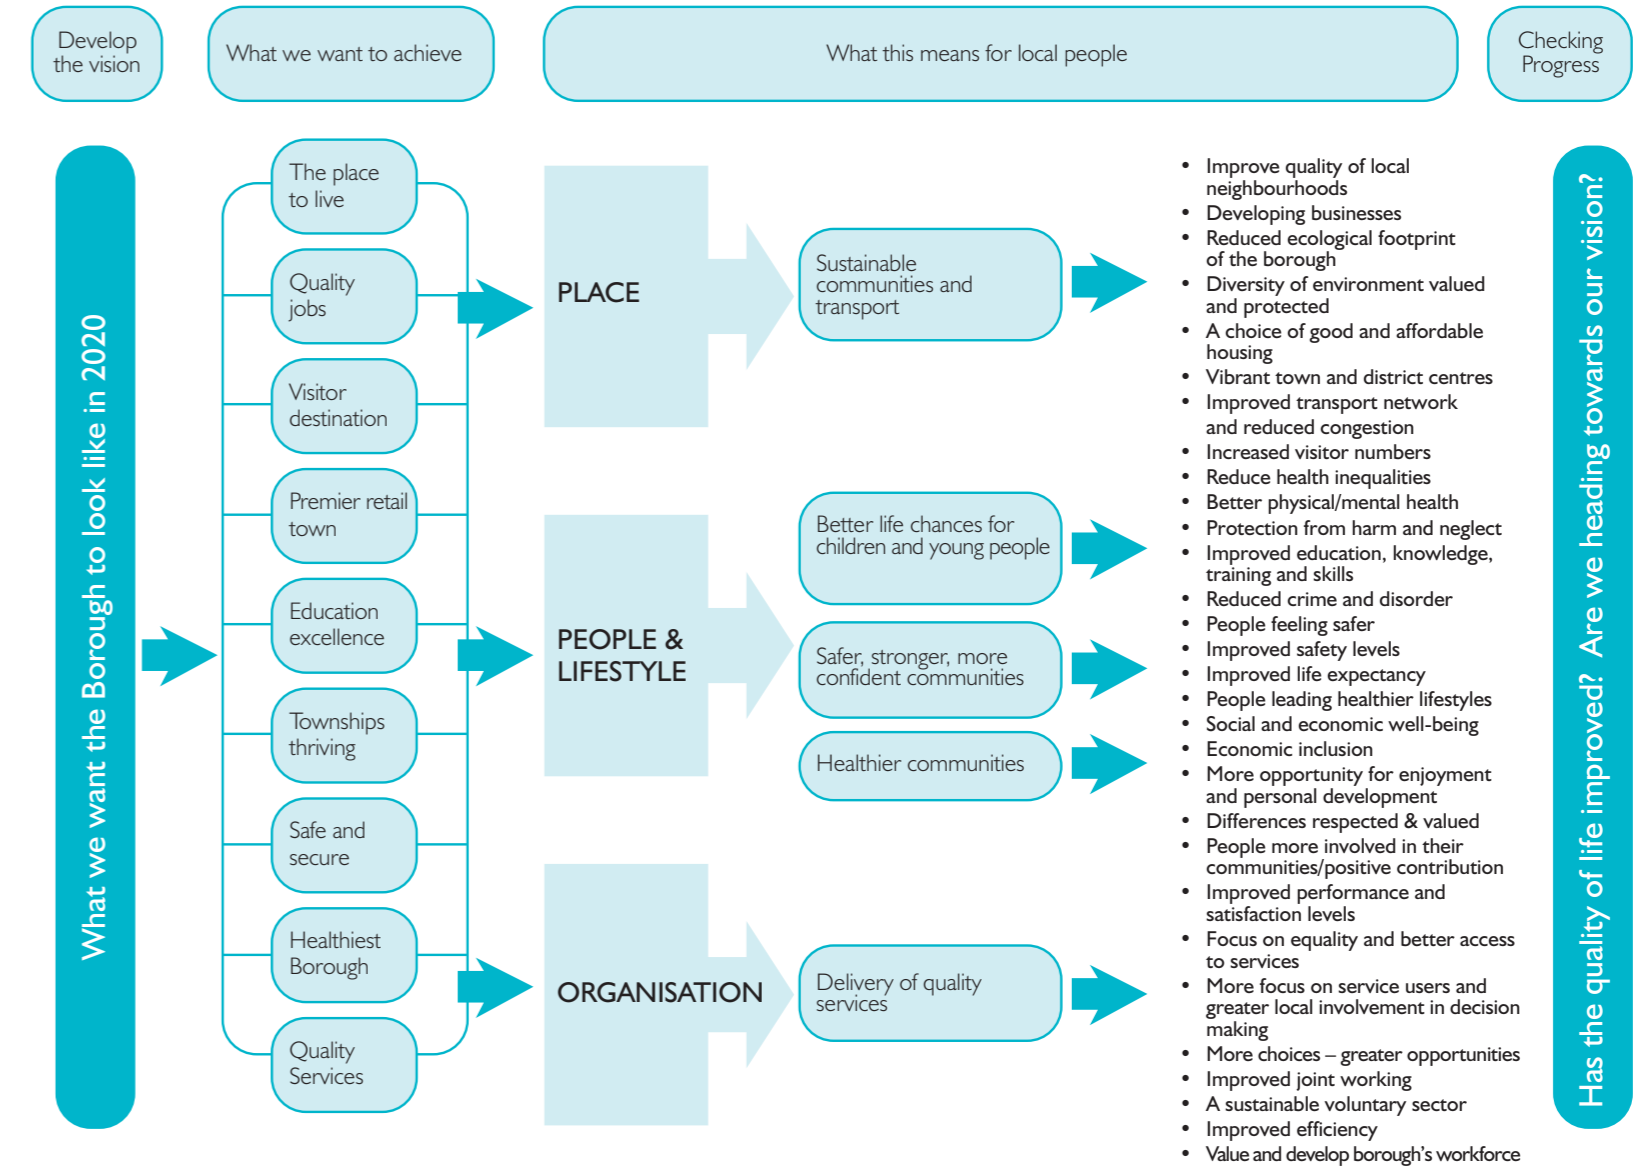 Develop
the vision
What we want to achieve
What this means for local people
Checking
Progress
What we want the Borough to look like in 2020
The place
to live
Quality
jobs
Visitor
destination
Premier retail
town
Education
excellence
Townships
thriving
Safe and
secure
Healthiest
Borough
Quality
Services
PLACE
PEOPLE &
LIFESTYLE
ORGANISATION
Sustainable
communities and
transport
Better life chances for
children and young people
Safer, stronger, more
confident communities
Healthier communities
Delivery of quality
services
• Improve quality of local
neighbourhoods
• Developing businesses
• Reduced ecological footprint
of the borough
• Diversity of environment valued
and protected
• A choice of good and affordable
housing
• Vibrant town and district centres
• Improved transport network
and reduced congestion
• Increased visitor numbers
• Reduce health inequalities
• Better physical/mental health
• Protection from harm and neglect
• Improved education, knowledge,
training and skills
• Reduced crime and disorder
• People feeling safer
• Improved safety levels
• Improved life expectancy
• People leading healthier lifestyles
• Social and economic well-being
• Economic inclusion
• More opportunity for enjoyment
and personal development
• Differences respected & valued
• People more involved in their
communities/positive contribution
• Improved performance and
satisfaction levels
• Focus on equality and better access
to services
• More focus on service users and
greater local involvement in decision
making
• More choices – greater opportunities
• Improved joint working
• A sustainable voluntary sector
• Improved efficiency
• Value and develop borough's workforce
Has the quality of life improved? Are we heading towards our vision?